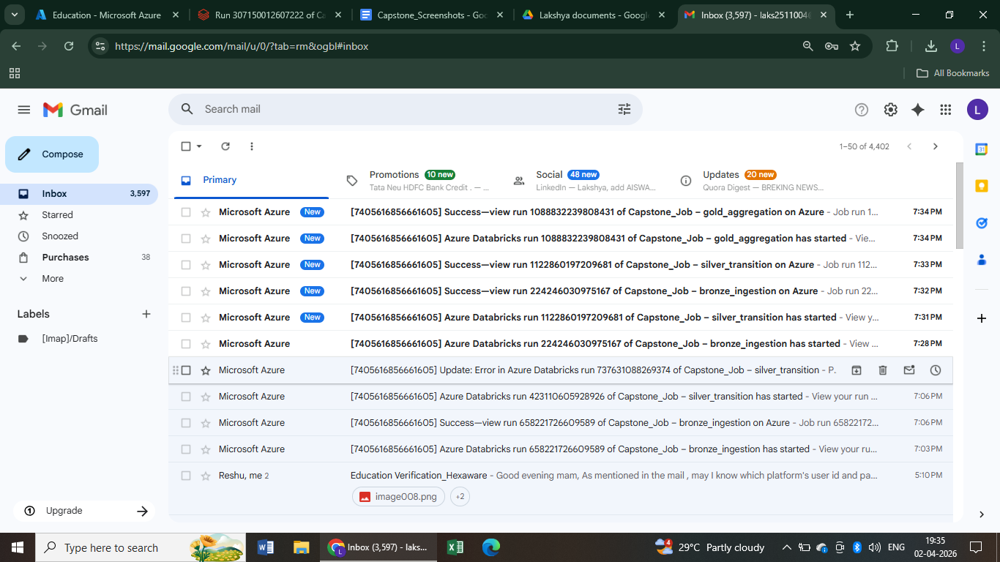 Education - Microsoft Azure
Run 307150012607222 of Ca
Capstone_Screenshots - Goo
Lakshya documents - Google
Inbox (3,597) - laks25110046
https://mail.google.com/mail/u/0/?tab=rm&ogbl#inbox
L
All Bookmarks
Gmail
Search mail
L
Compose
1–50 of 4,402
Primary
Promotions 10 new
Tata Neu HDFC Bank Credit . — ...
Social 48 new
LinkedIn — Lakshya, add AISWA...
Updates 20 new
Quora Digest — BREKING NEWS...
31
Inbox 3,597
Starred
Snoozed
Purchases 38
More
Labels
[Imap]/Drafts
Microsoft Azure New [7405616856661605] Success—view run 1088832239808431 of Capstone_Job – gold_aggregation on Azure - Job run 1... 7:34 PM
Microsoft Azure New [7405616856661605] Azure Databricks run 1088832239808431 of Capstone_Job – gold_aggregation has started - Vie... 7:34 PM
Microsoft Azure New [7405616856661605] Success—view run 1122860197209681 of Capstone_Job – silver_transition on Azure - Job run 112... 7:33 PM
Microsoft Azure New [7405616856661605] Success—view run 224246030975167 of Capstone_Job – bronze_ingestion on Azure - Job run 22... 7:32 PM
Microsoft Azure New [7405616856661605] Azure Databricks run 1122860197209681 of Capstone_Job – silver_transition has started - View y... 7:31 PM
Microsoft Azure [7405616856661605] Azure Databricks run 224246030975167 of Capstone_Job – bronze_ingestion has started - View ... 7:28 PM
Microsoft Azure [7405616856661605] Update: Error in Azure Databricks run 737631088269374 of Capstone_Job – silver_transition - P.
Microsoft Azure [7405616856661605] Azure Databricks run 423110605928926 of Capstone_Job – silver_transition has started - View your run ... 7:06 PM
Microsoft Azure [7405616856661605] Success—view run 658221726609589 of Capstone_Job – bronze_ingestion on Azure - Job run 65822172... 7:06 PM
Microsoft Azure [7405616856661605] Azure Databricks run 658221726609589 of Capstone_Job – bronze_ingestion has started - View your ru... 7:03 PM
Reshu, me 2 Education Verification_Hexaware - Good evening mam, As mentioned in the mail , may I know which platform's user id and pa... 5:10 PM
image008.png
+2
Upgrade
Type here to search
Inbox (3,597) - laks...
4
29°C Partly cloudy
ENG
19:35
02-04-2026